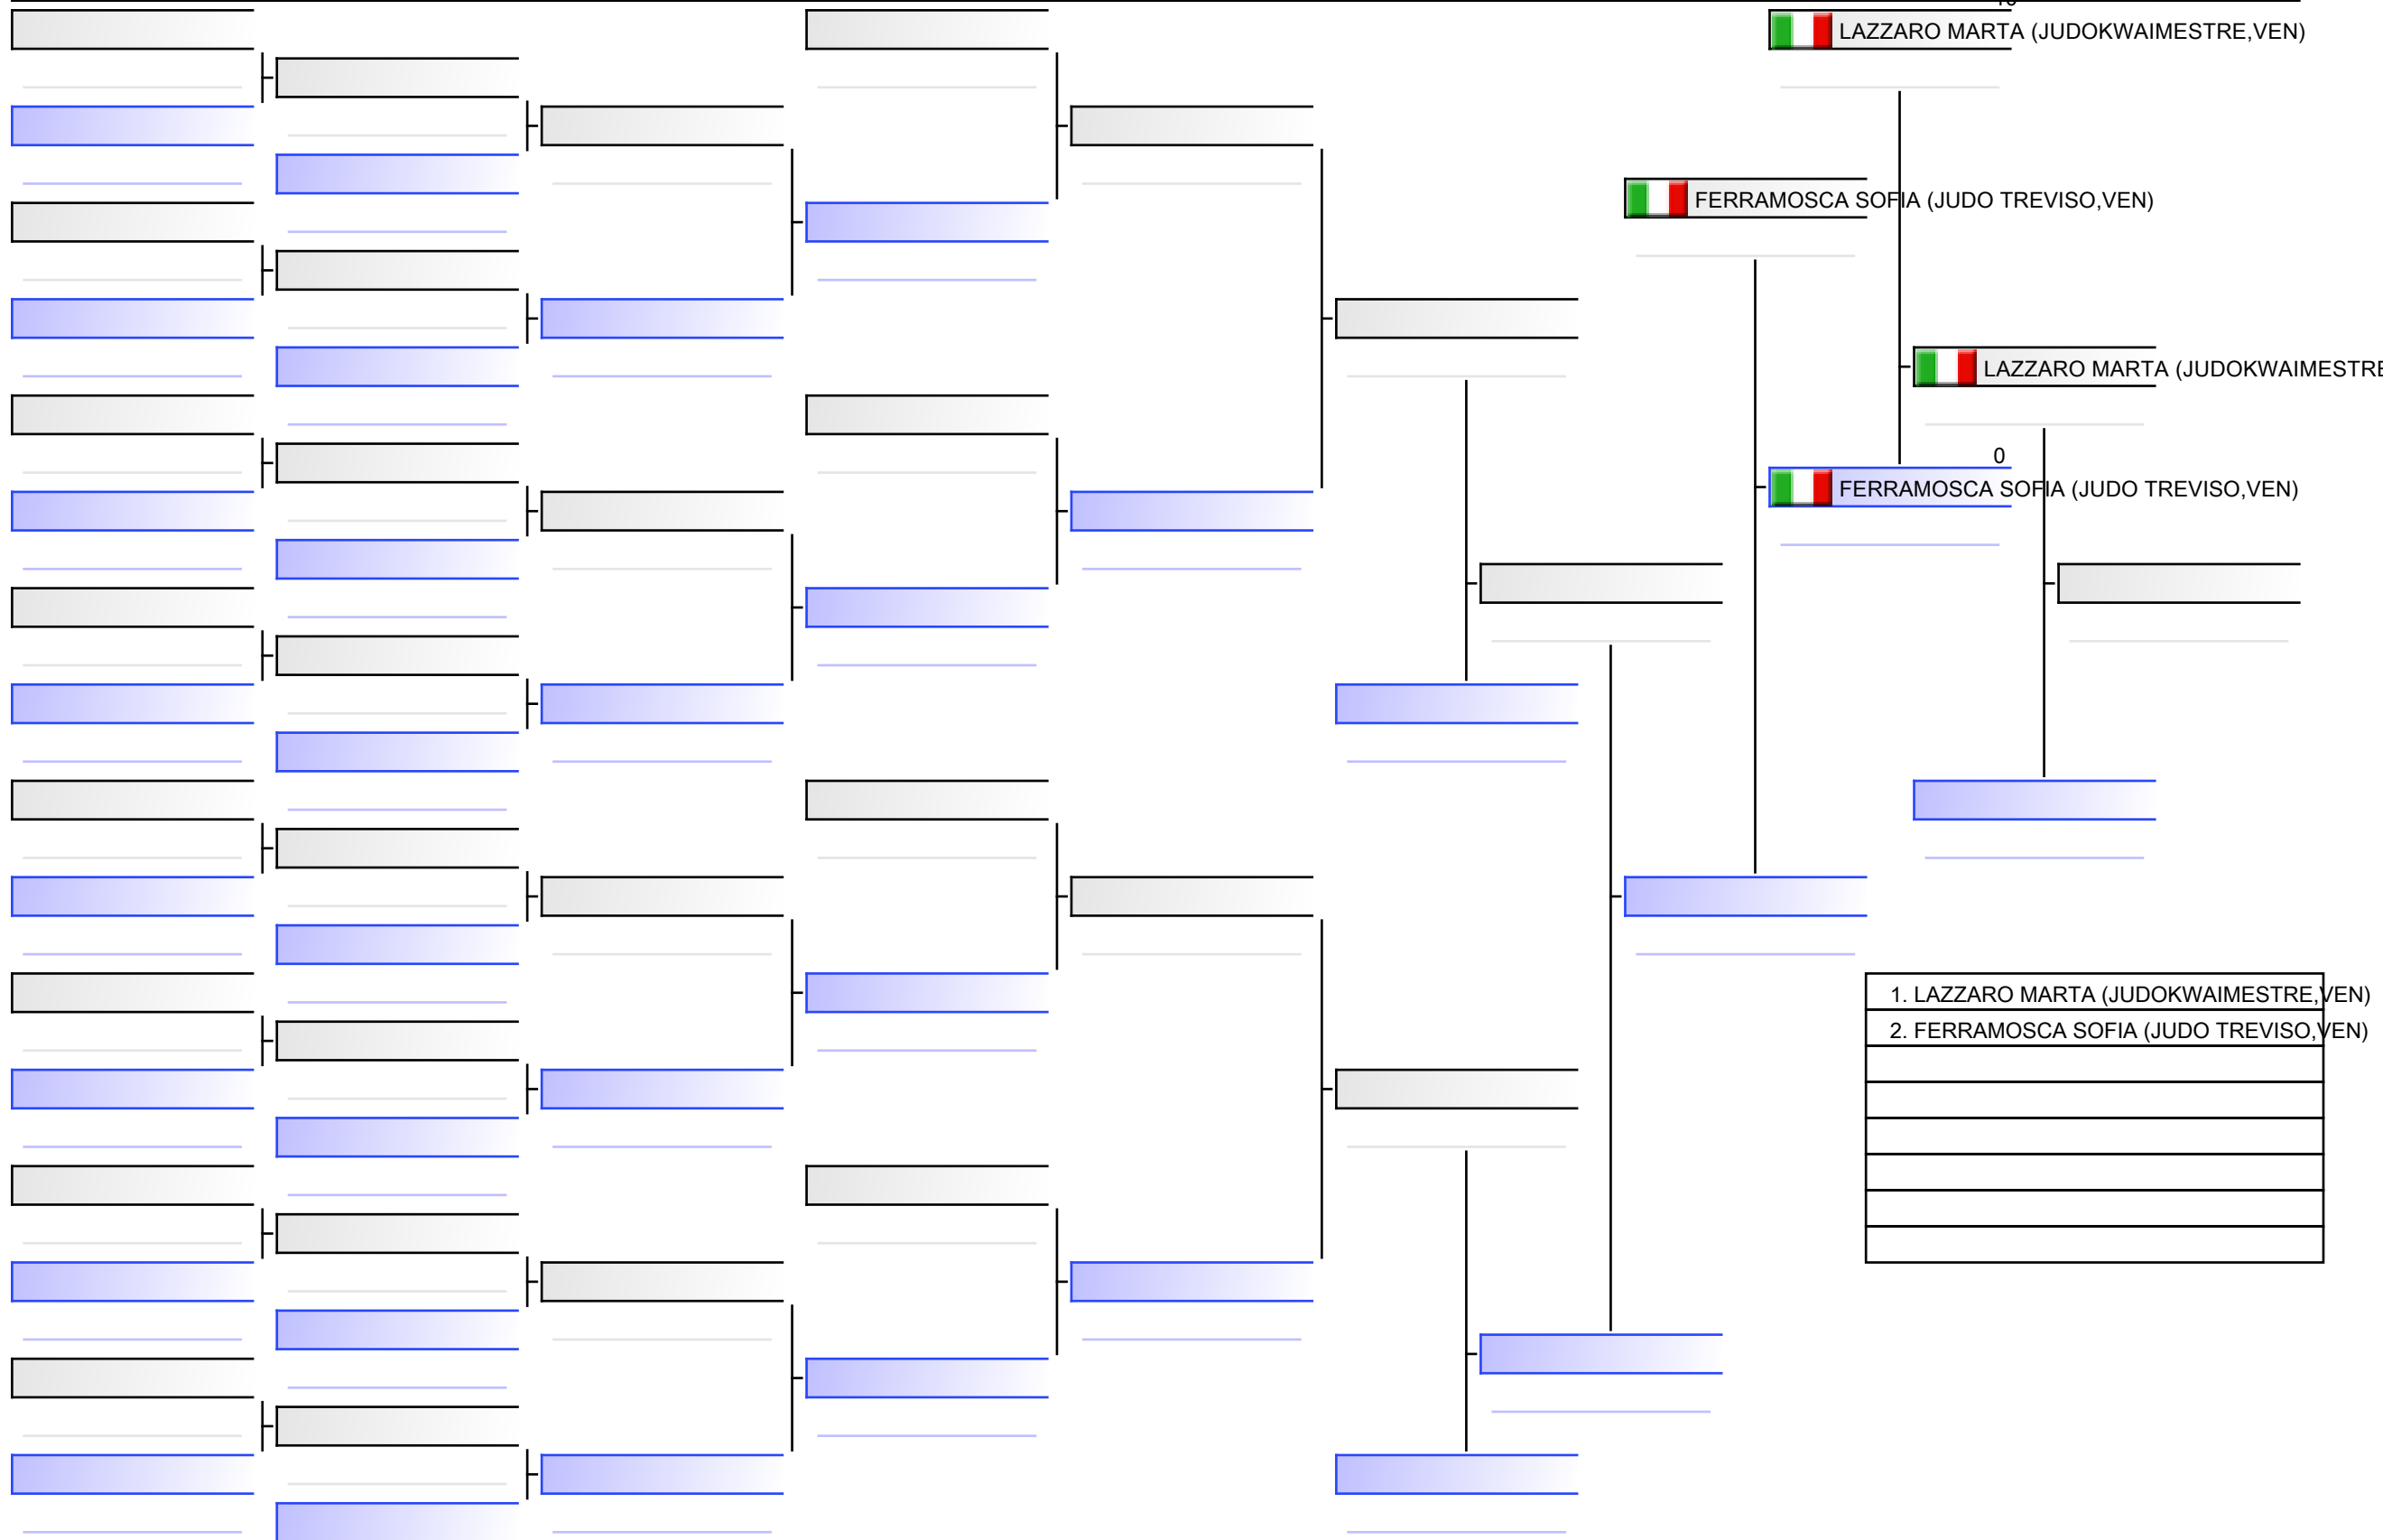 LAZZARO MARTA (JUDOKWAIMESTRE,VEN)
FERRAMOSCA SOFIA (JUDO TREVISO,VEN)
LAZZARO MARTA (JUDOKWAIMESTRE
0
FERRAMOSCA SOFIA (JUDO TREVISO,VEN)
1. LAZZARO MARTA (JUDOKWAIMESTRE,VEN)
2. FERRAMOSCA SOFIA (JUDO TREVISO,VEN)